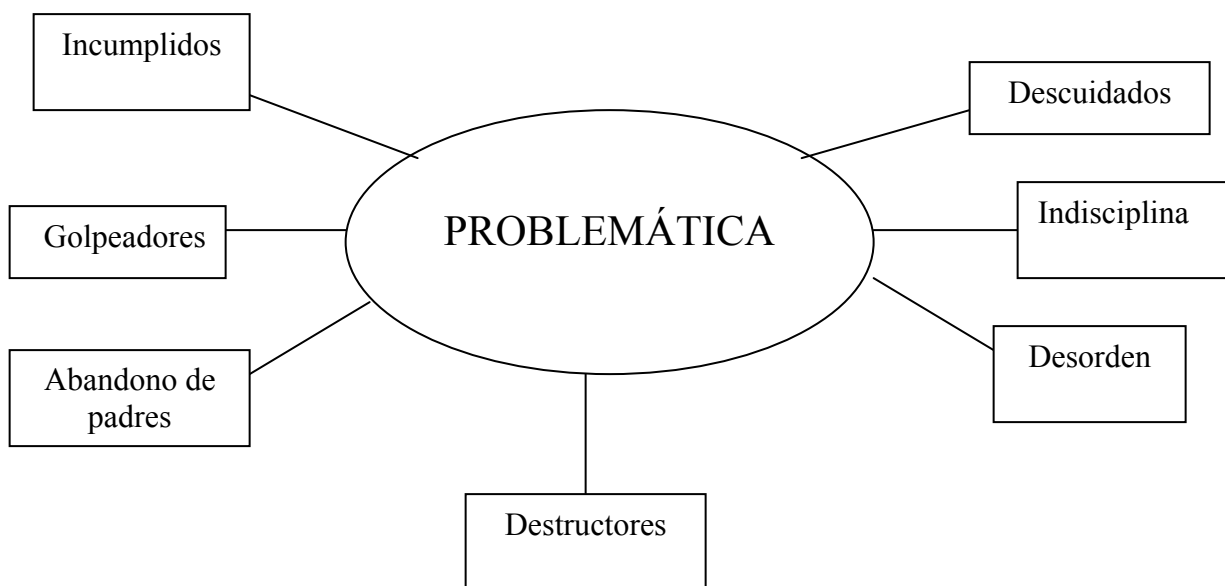 Incumplidos
Descuidados
Golpeadores
PROBLEMÁTICA
Indisciplina
Abandono de
padres
Desorden
Destructores